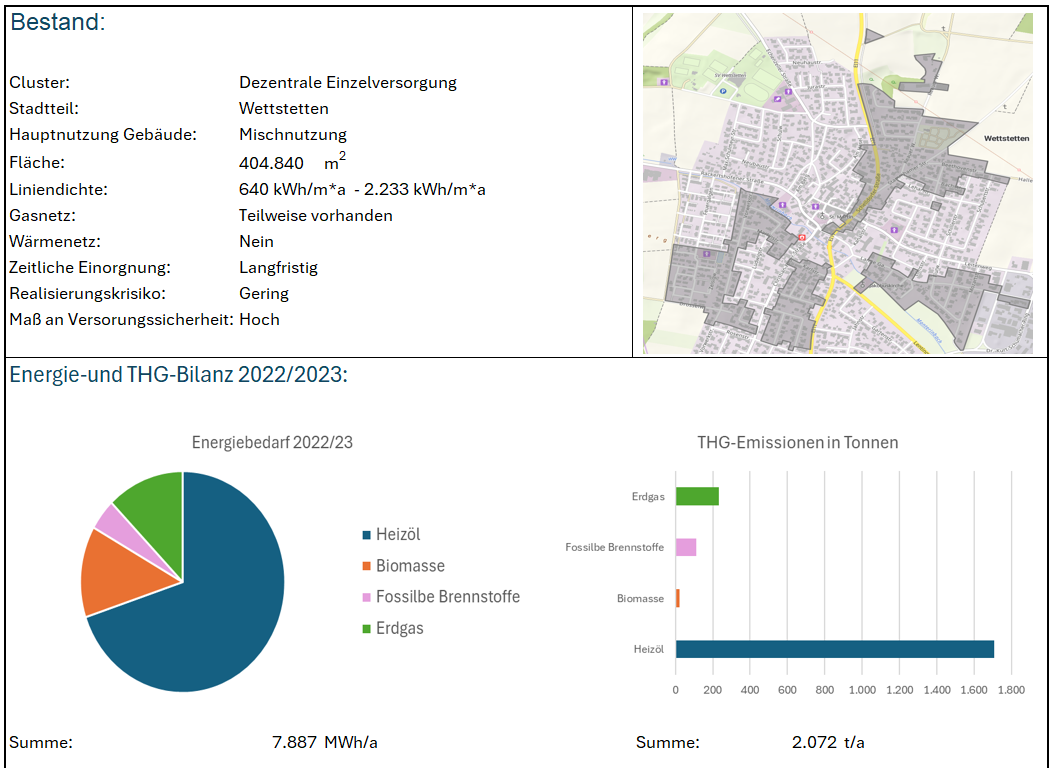 Bestand:
Cluster: Dezentrale Einzelversorgung
Stadtteil: Wettstetten
Hauptnutzung Gebäude: Mischnutzung
Fläche: 404.840 m²
Liniendichte: 640 kWh/m*a - 2.233 kWh/m*a
Gasnetz: Teilweise vorhanden
Wärmenetz: Nein
Zeitliche Einorgnung: Langfristig
Realisierungskrisiko: Gering
Maß an Versorungssicherheit: Hoch
Wettstetten
Energie-und THG-Bilanz 2022/2023:
Energiebedarf 2022/23
Heizöl
Biomasse
Fossilbe Brennstoffe
Erdgas
Summe: 7.887 MWh/a
THG-Emissionen in Tonnen
Erdgas
Fossilbe Brennstoffe
Biomasse
Heizöl
0 200 400 600 800 1.000 1.200 1.400 1.600 1.800
Summe: 2.072 t/a